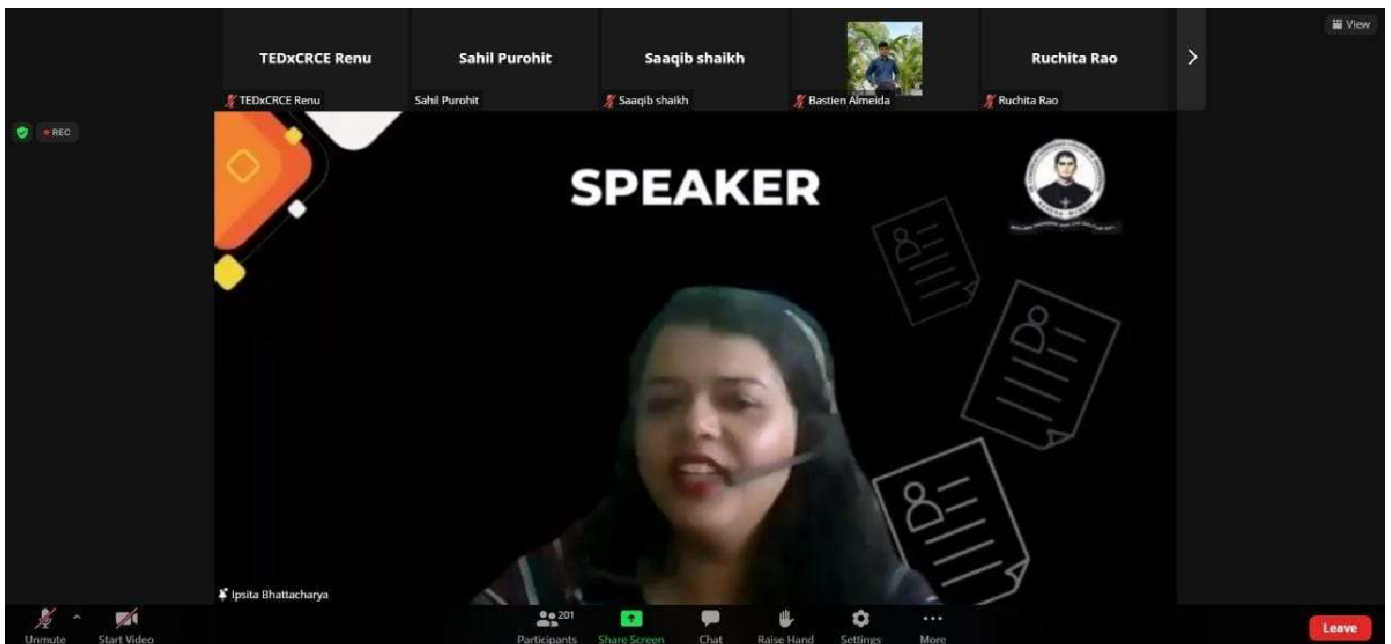 View
TEDxCRCE Renu
Sahil Purohit
Saaqib shaikh
Ruchita Rao
TEDxCRCE Renu
Sahil Purohit
Saaqib shaikh
Bastien Almeida
Ruchita Rao
REC
SPEAKER
Ipsita Bhattacharya
Unmute
Start Video
201
Participants
Share Screen
Chat
Raise Hand
Settings
More
Leave